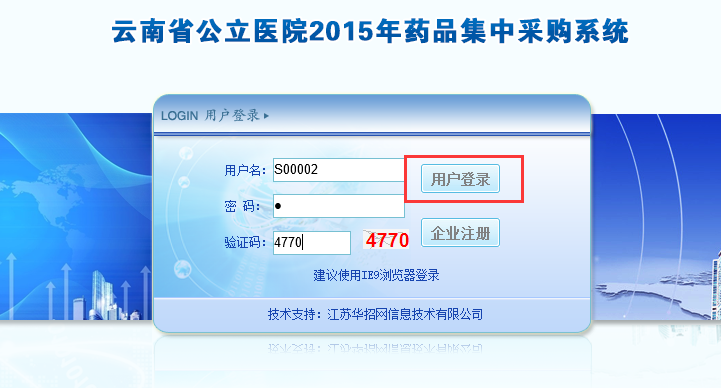 云南省公立医院2015年药品集中采购系统
LOGIN 用户登录
用户名： S00002 用户登录
密 码： ●
验证码： 4770 4770 企业注册
建议使用IE9浏览器登录
技术支持：江苏华招网信息技术有限公司